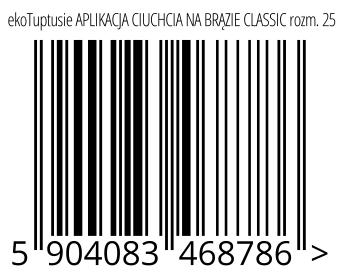 ekoTuptusie APLIKACJA CIUCHCIA NA BRĄZIE CLASSIC rozm. 25
5 904083 468786 >